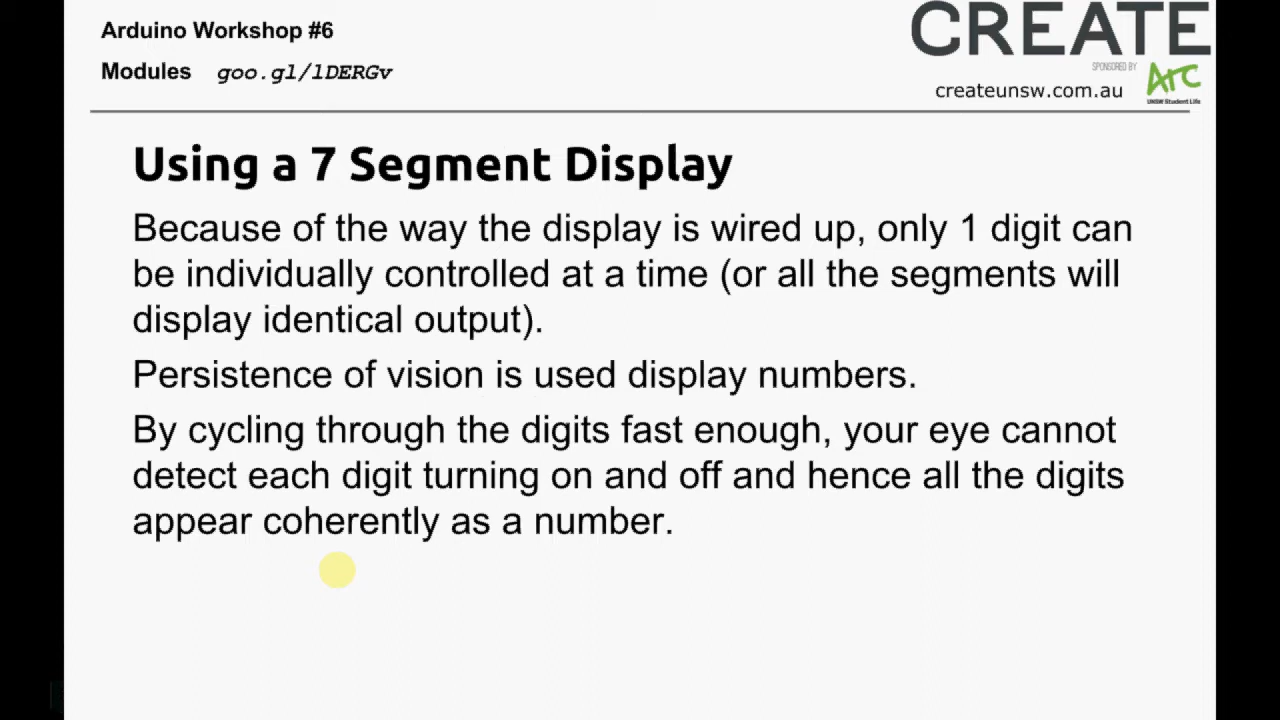 Arduino Workshop #6
Modules goo.gl/lDERGv
CREATE
SPONSORED BY
Arc
UNSW Student Life
createunsw.com.au
Using a 7 Segment Display
Because of the way the display is wired up, only 1 digit can
be individually controlled at a time (or all the segments will
display identical output).
Persistence of vision is used display numbers.
By cycling through the digits fast enough, your eye cannot
detect each digit turning on and off and hence all the digits
appear coherently as a number.